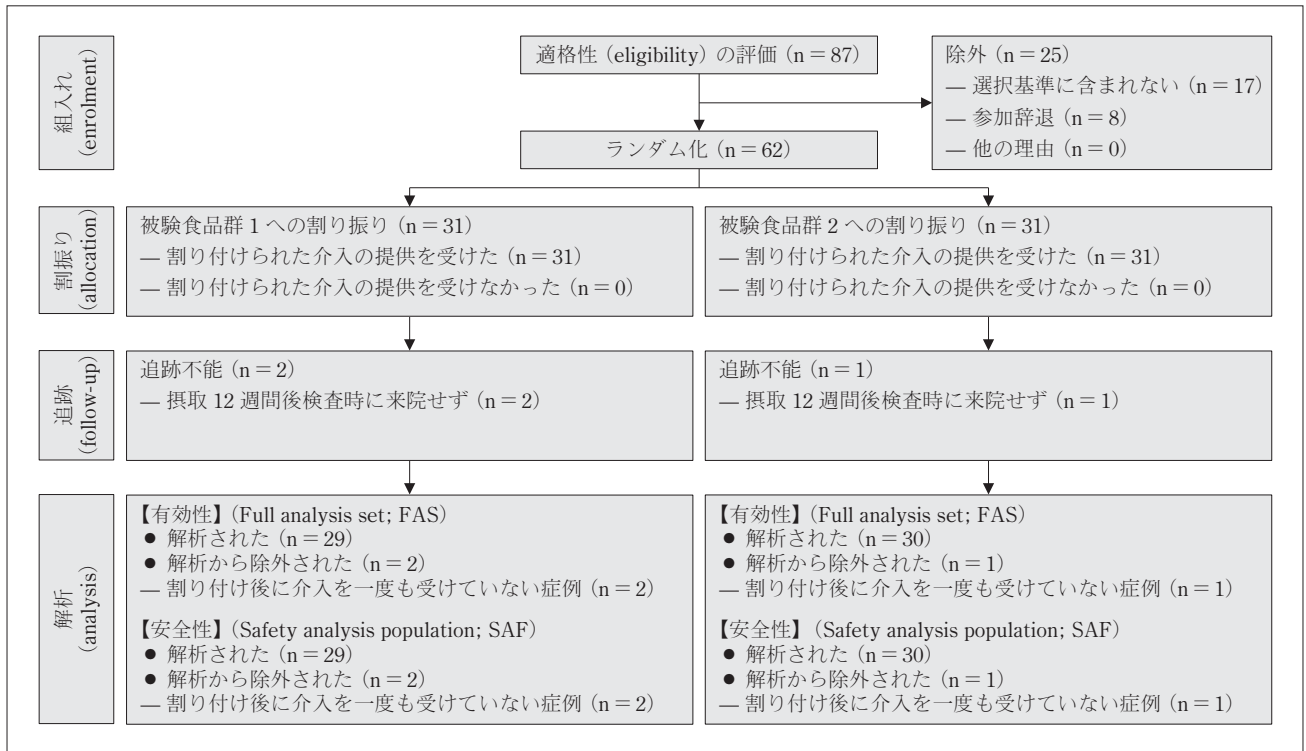 組入れ
(enrolment)
適格性 (eligibility) の評価 (n = 87)
除外 (n = 25)
— 選択基準に含まれない (n = 17)
— 参加辞退 (n = 8)
— 他の理由 (n = 0)
ランダム化 (n = 62)
割振り
(allocation)
被験食品群 1 への割り振り (n = 31)
— 割り付けられた介入の提供を受けた (n = 31)
— 割り付けられた介入の提供を受けなかった (n = 0)
被験食品群 2 への割り振り (n = 31)
— 割り付けられた介入の提供を受けた (n = 31)
— 割り付けられた介入の提供を受けなかった (n = 0)
追跡
(follow-up)
追跡不能 (n = 2)
— 摂取 12 週間後検査時に来院せず (n = 2)
追跡不能 (n = 1)
— 摂取 12 週間後検査時に来院せず (n = 1)
解析
(analysis)
【有効性】(Full analysis set; FAS)
● 解析された (n = 29)
● 解析から除外された (n = 2)
— 割り付け後に介入を一度も受けていない症例 (n = 2)
【安全性】(Safety analysis population; SAF)
● 解析された (n = 29)
● 解析から除外された (n = 2)
— 割り付け後に介入を一度も受けていない症例 (n = 2)
【有効性】(Full analysis set; FAS)
● 解析された (n = 30)
● 解析から除外された (n = 1)
— 割り付け後に介入を一度も受けていない症例 (n = 1)
【安全性】(Safety analysis population; SAF)
● 解析された (n = 30)
● 解析から除外された (n = 1)
— 割り付け後に介入を一度も受けていない症例 (n = 1)